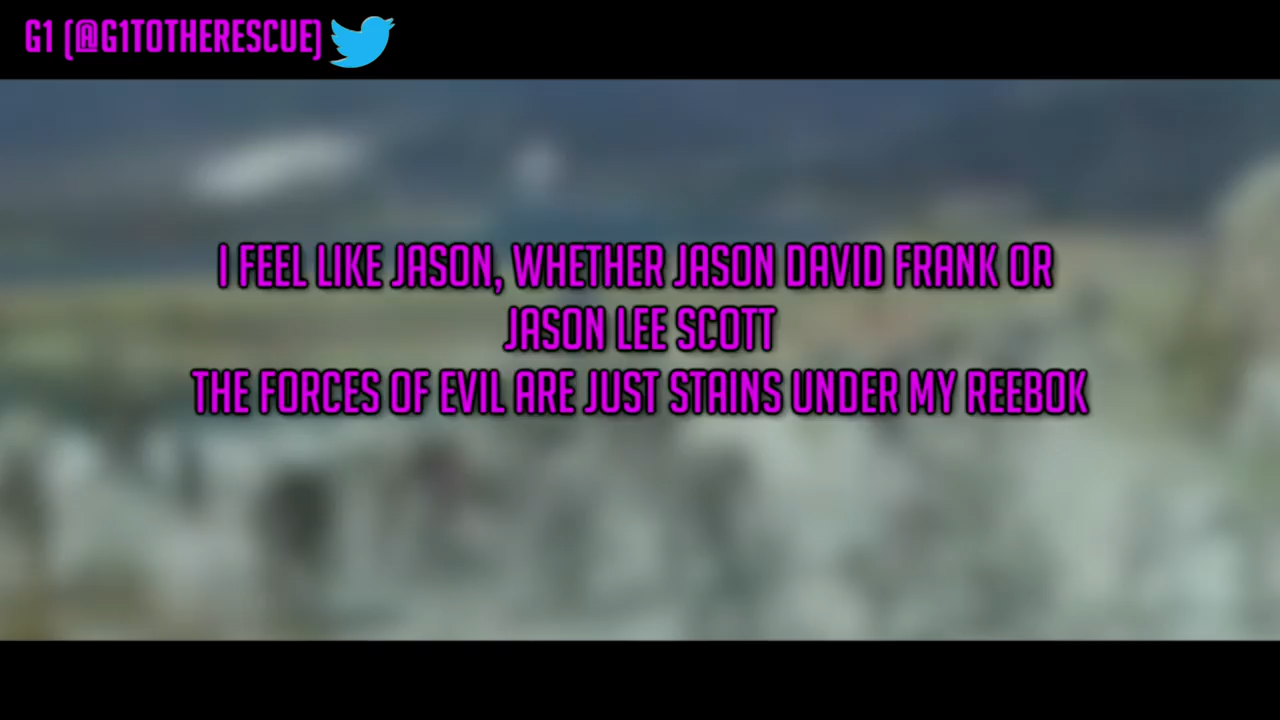 G1 (@G1TOTHERESCUE)
I FEEL LIKE JASON, WHETHER JASON DAVID FRANK OR
JASON LEE SCOTT
THE FORCES OF EVIL ARE JUST STAINS UNDER MY REEBOK